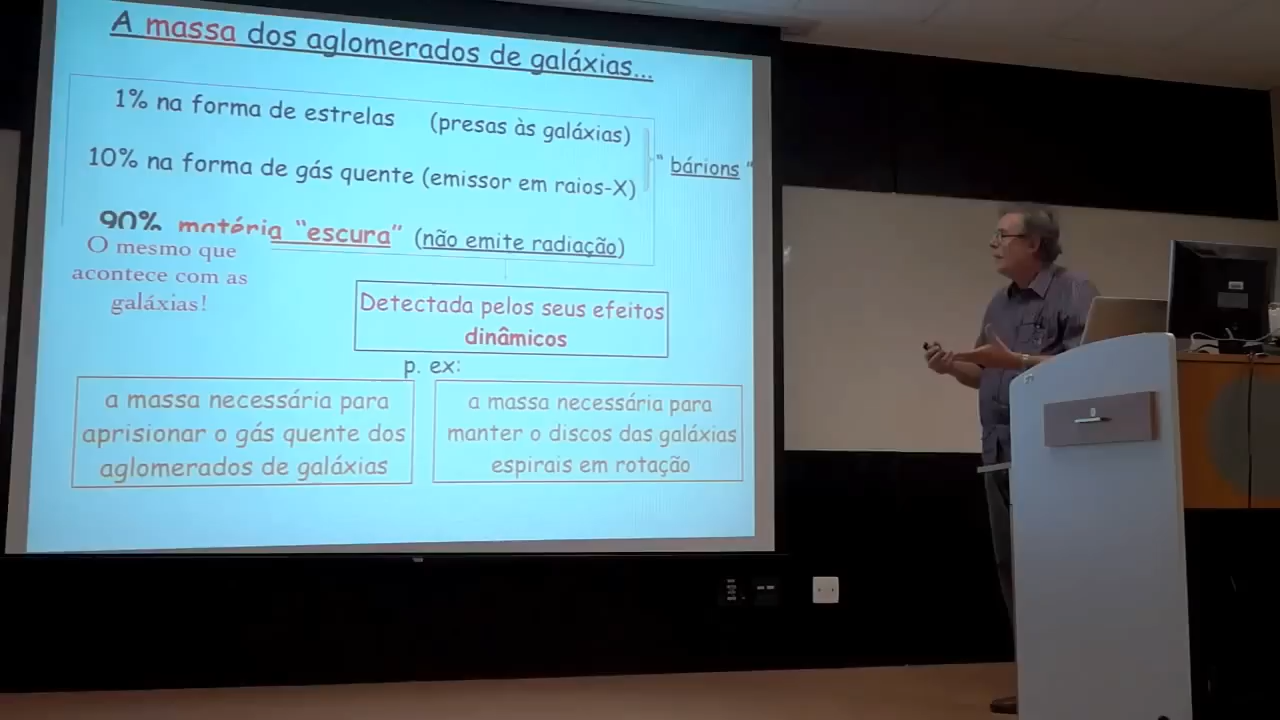 A massa dos aglomerados de galáxias...
1% na forma de estrelas (presas às galáxias)
10% na forma de gás quente (emissor em raios-X)
" bárions "
90% matéria "escura" (não emite radiação)
O mesmo que
acontece com as
galáxias!
Detectada pelos seus efeitos
dinâmicos
p. ex:
a massa necessária para
aprisionar o gás quente dos
aglomerados de galáxias
a massa necessária para
manter o discos das galáxias
espirais em rotação